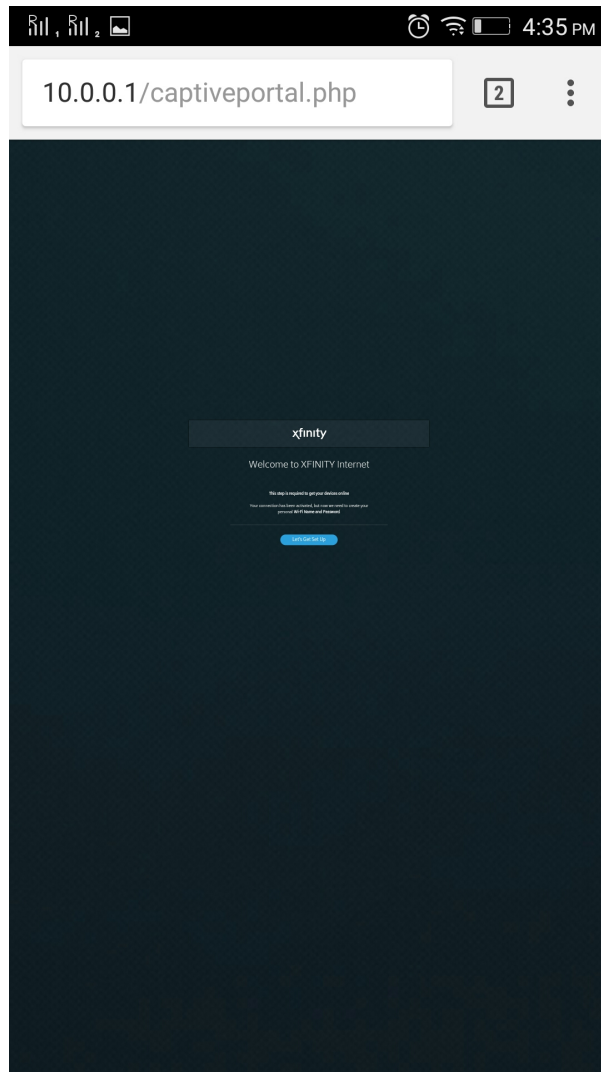 R 1 R 2 4:35 PM
10.0.0.1/captiveportal.php 2
xfinity
Welcome to XFINITY Internet
This step is required to get your devices online
Your connection has been activated, but now we need to create your
personal Wi-Fi Name and Password
Let's Get Set Up